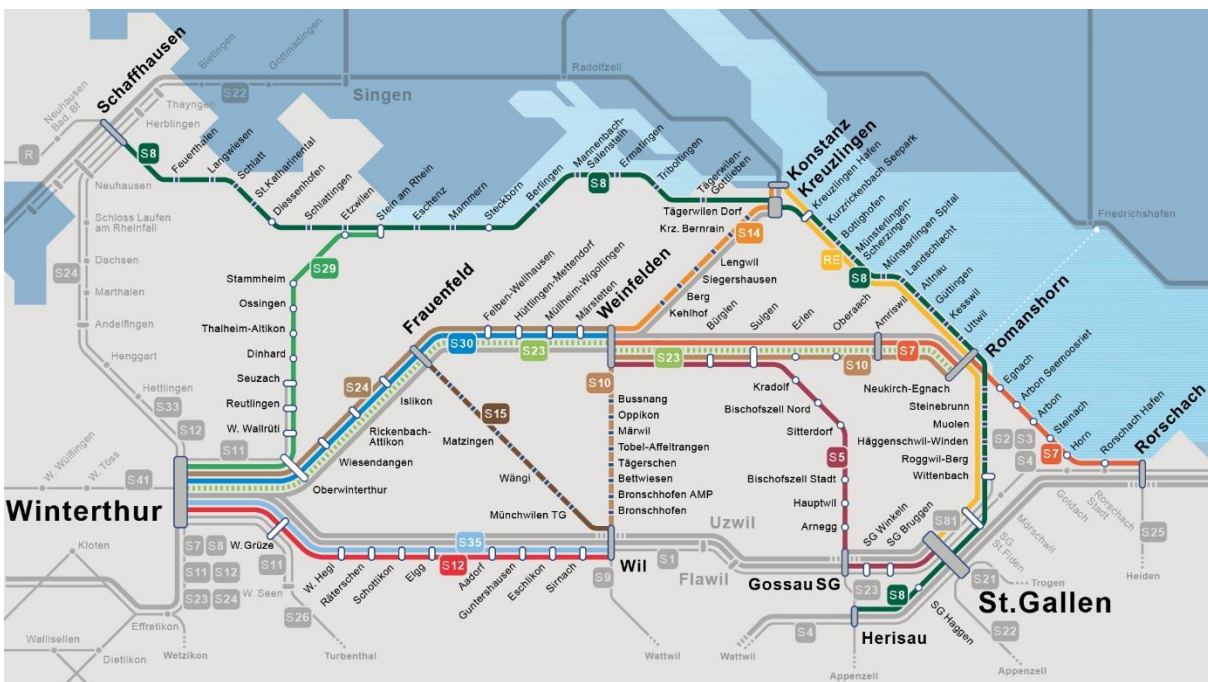 Schaffhausen
Neuhausen
Bad. Bf
Bietingen
Gottmadingen
S22
Thayngen
Herblingen
Singen
Radolfzell
R
S8
Feuerthalen
Langwiesen
Schlatt
St.Katharinental
Diessenhofen
Schlattingen
Etzwilen
Stein am Rhein
Eschenz
Mammern
Steckborn
Berlingen
Mannenbach-
Salenstein
S8
Ermatingen
Triboltingen
Tägerwilen-
Gottlieben
Konstanz
Kreuzlingen
Kreuzlingen Hafen
Kurzrickenbach Seepark
Bottighofen
Münsterlingen-
Scherzingen
Münsterlingen Spital
Landschlacht
Altnau
Güttingen
Kesswil
Uttwil
Romanshorn
Friedrichshafen
Tägerwilen Dorf
Krz. Bernrain
S14
Lengwil
Siegershausen
Berg
Kehlhof
RE
S8
Neuhausen
Schloss Laufen
am Rheinfall
Dachsen
S24
Marthalen
Andelfingen
Henggart
Hettlingen
S33
S12
S11
S29
Stammheim
Ossingen
Thalheim-Altikon
Dinhard
Seuzach
Reutlingen
W. Wallrüti
Frauenfeld
Felben-Wellhausen
Hüttlingen-Mettendorf
Müllheim-Wigoltingen
Märstetten
Weinfelden
S30
S23
S24
Islikon
Rickenbach-
Attikon
Wiesendangen
Oberwinterthur
S15
Matzingen
Wängi
Münchwilen TG
Bürglen
Sulgen
Erlen
Oberaach
Amriswil
S7
S23
S10
S10
Neukirch-Egnach
Steinebrunn
Muolen
Häggenschwil-Winden
Roggwil-Berg
Wittenbach
Egnach
Arbon Seemoosriet
Arbon
Steinach
Horn
Rorschach Hafen
Rorschach
S7
S2
S3
S4
Kradolf
Bischofszell Nord
Sitterdorf
S5
Bischofszell Stadt
Hauptwil
Arnegg
Bussnang
Oppikon
Märwil
Tobel-Affeltrangen
Tägerschen
Bettwiesen
Bronschhofen AMP
Bronschhofen
W. Wülflingen
W. Töss
S41
Winterthur
Kloten
S7
S8
S11
S12
S23
S24
W. Grüze
S11
W. Seen
S26
S35
S12
W. Hegi
Räterschen
Schottikon
Elgg
Aadorf
Guntershausen
Eschlikon
Sirnach
Wil
S9
Uzwil
S1
Flawil
Gossau SG
SG Winkeln
SG Bruggen
S81
SG
St.Fiden
Mörschwil
Goldach
Rorschach
Stadt
S25
Heiden
S23
S8
S21
Trogen
St.Gallen
SG Haggen
S22
Herisau
S4
Wattwil
Wattwil
Appenzell
Appenzell
Effretikon
Wallisellen
Dietlikon
Wetzikon
Turbenthal